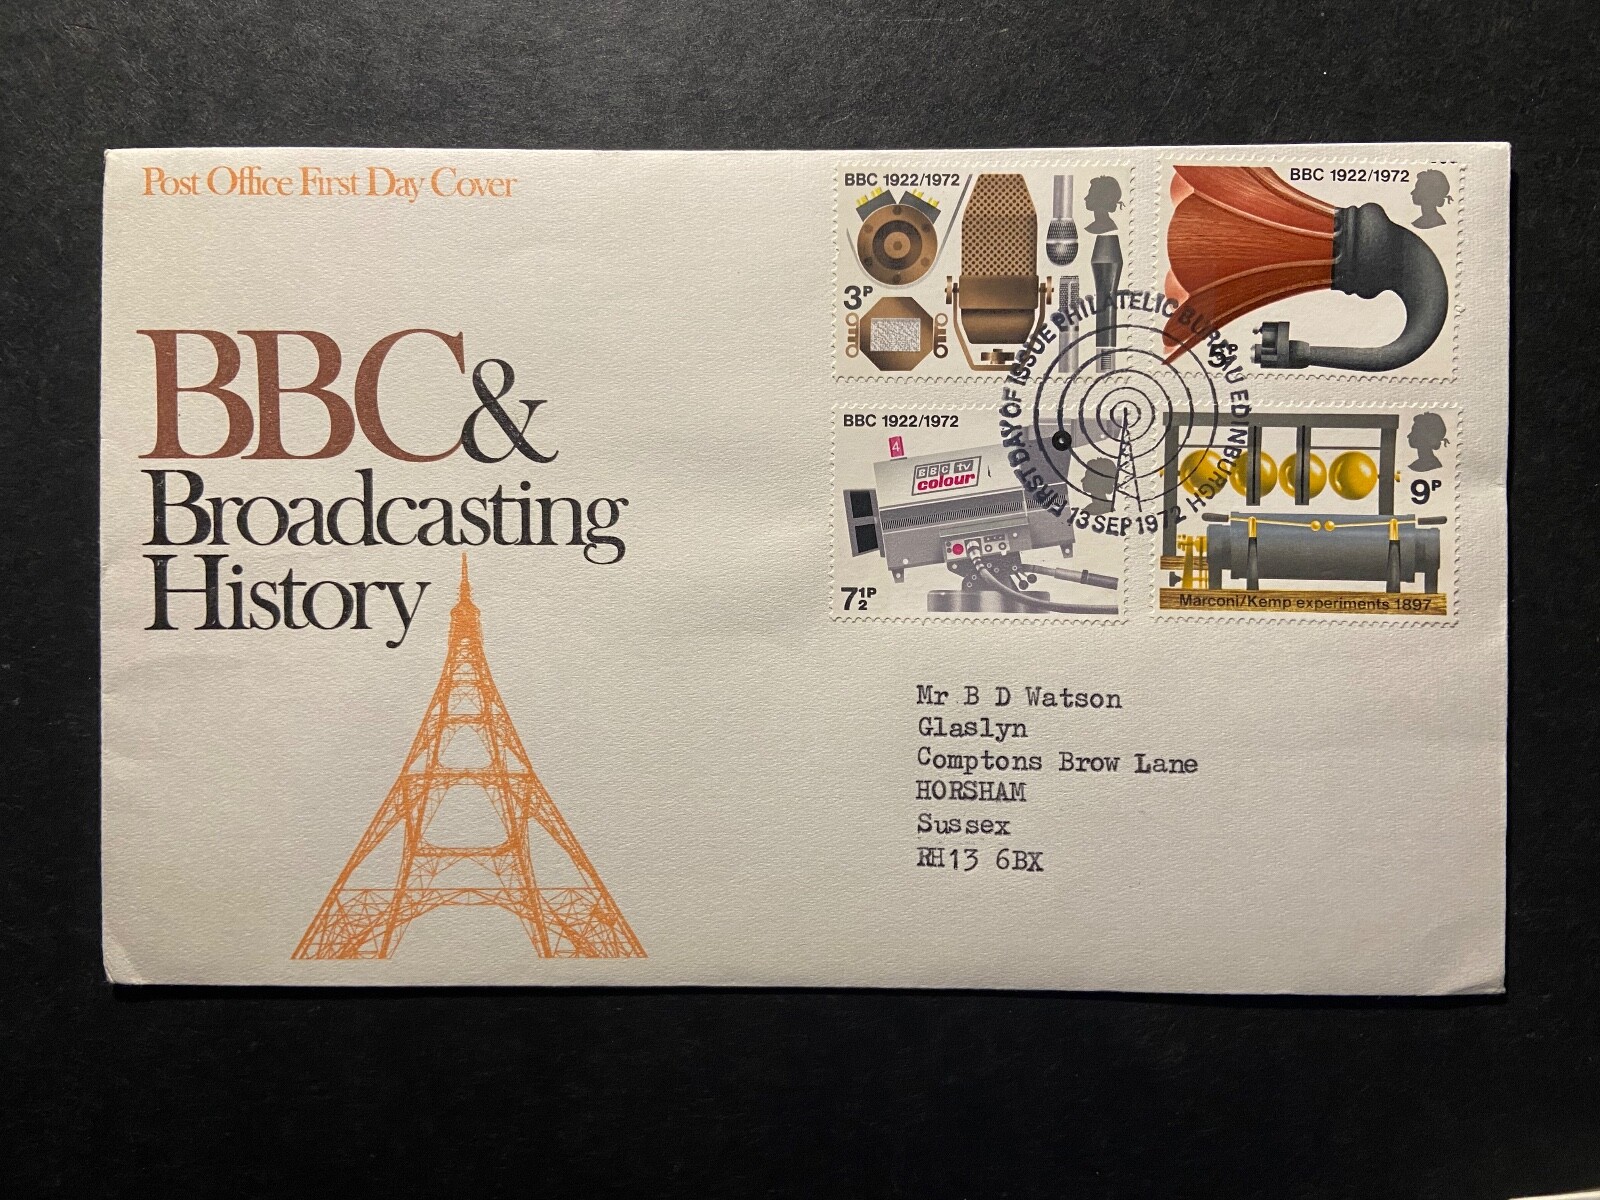 Post Office First Day Cover
BBC &
Broadcasting
History
BBC 1922/1972
3P
BBC 1922/1972
5P
BBC 1922/1972
4
BBC tv
colour
7½P
9P
Marconi/Kemp experiments 1897
FIRST DAY OF ISSUE PHILATELIC BUREAU EDINBURGH
13 SEP 1972
Mr B D Watson
Glaslyn
Comptons Brow Lane
HORSHAM
Sussex
RH13 6BX